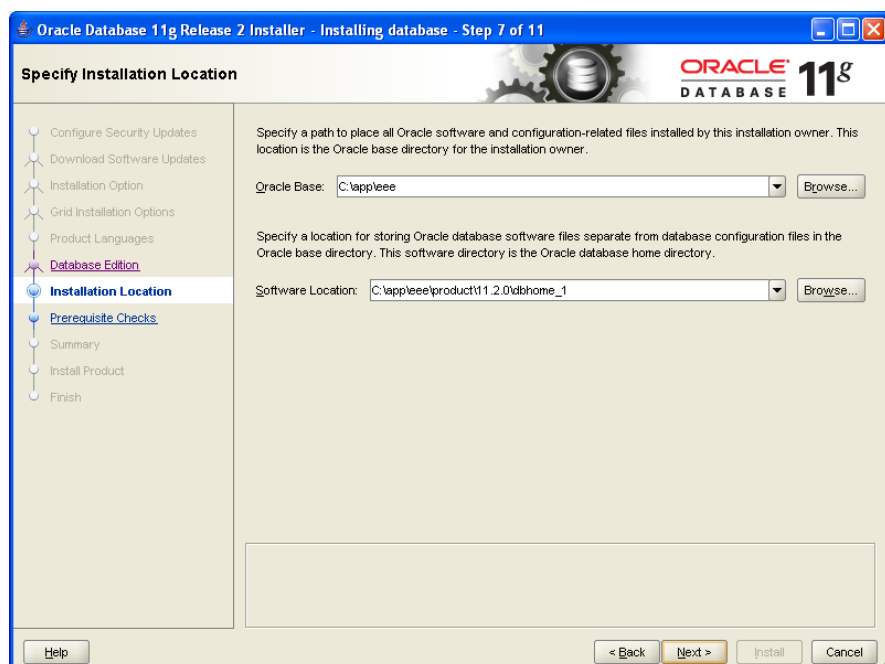 Oracle Database 11g Release 2 Installer - Installing database - Step 7 of 11
Specify Installation Location
ORACLE
DATABASE
11g
Configure Security Updates
Download Software Updates
Installation Option
Grid Installation Options
Product Languages
Database Edition
Installation Location
Prerequisite Checks
Summary
Install Product
Finish
Specify a path to place all Oracle software and configuration-related files installed by this installation owner. This
location is the Oracle base directory for the installation owner.
Oracle Base: C:\app\eee Browse...
Specify a location for storing Oracle database software files separate from database configuration files in the
Oracle base directory. This software directory is the Oracle database home directory.
Software Location: C:\app\eee\product\11.2.0\dbhome_1 Browse...
Help < Back Next > Install Cancel